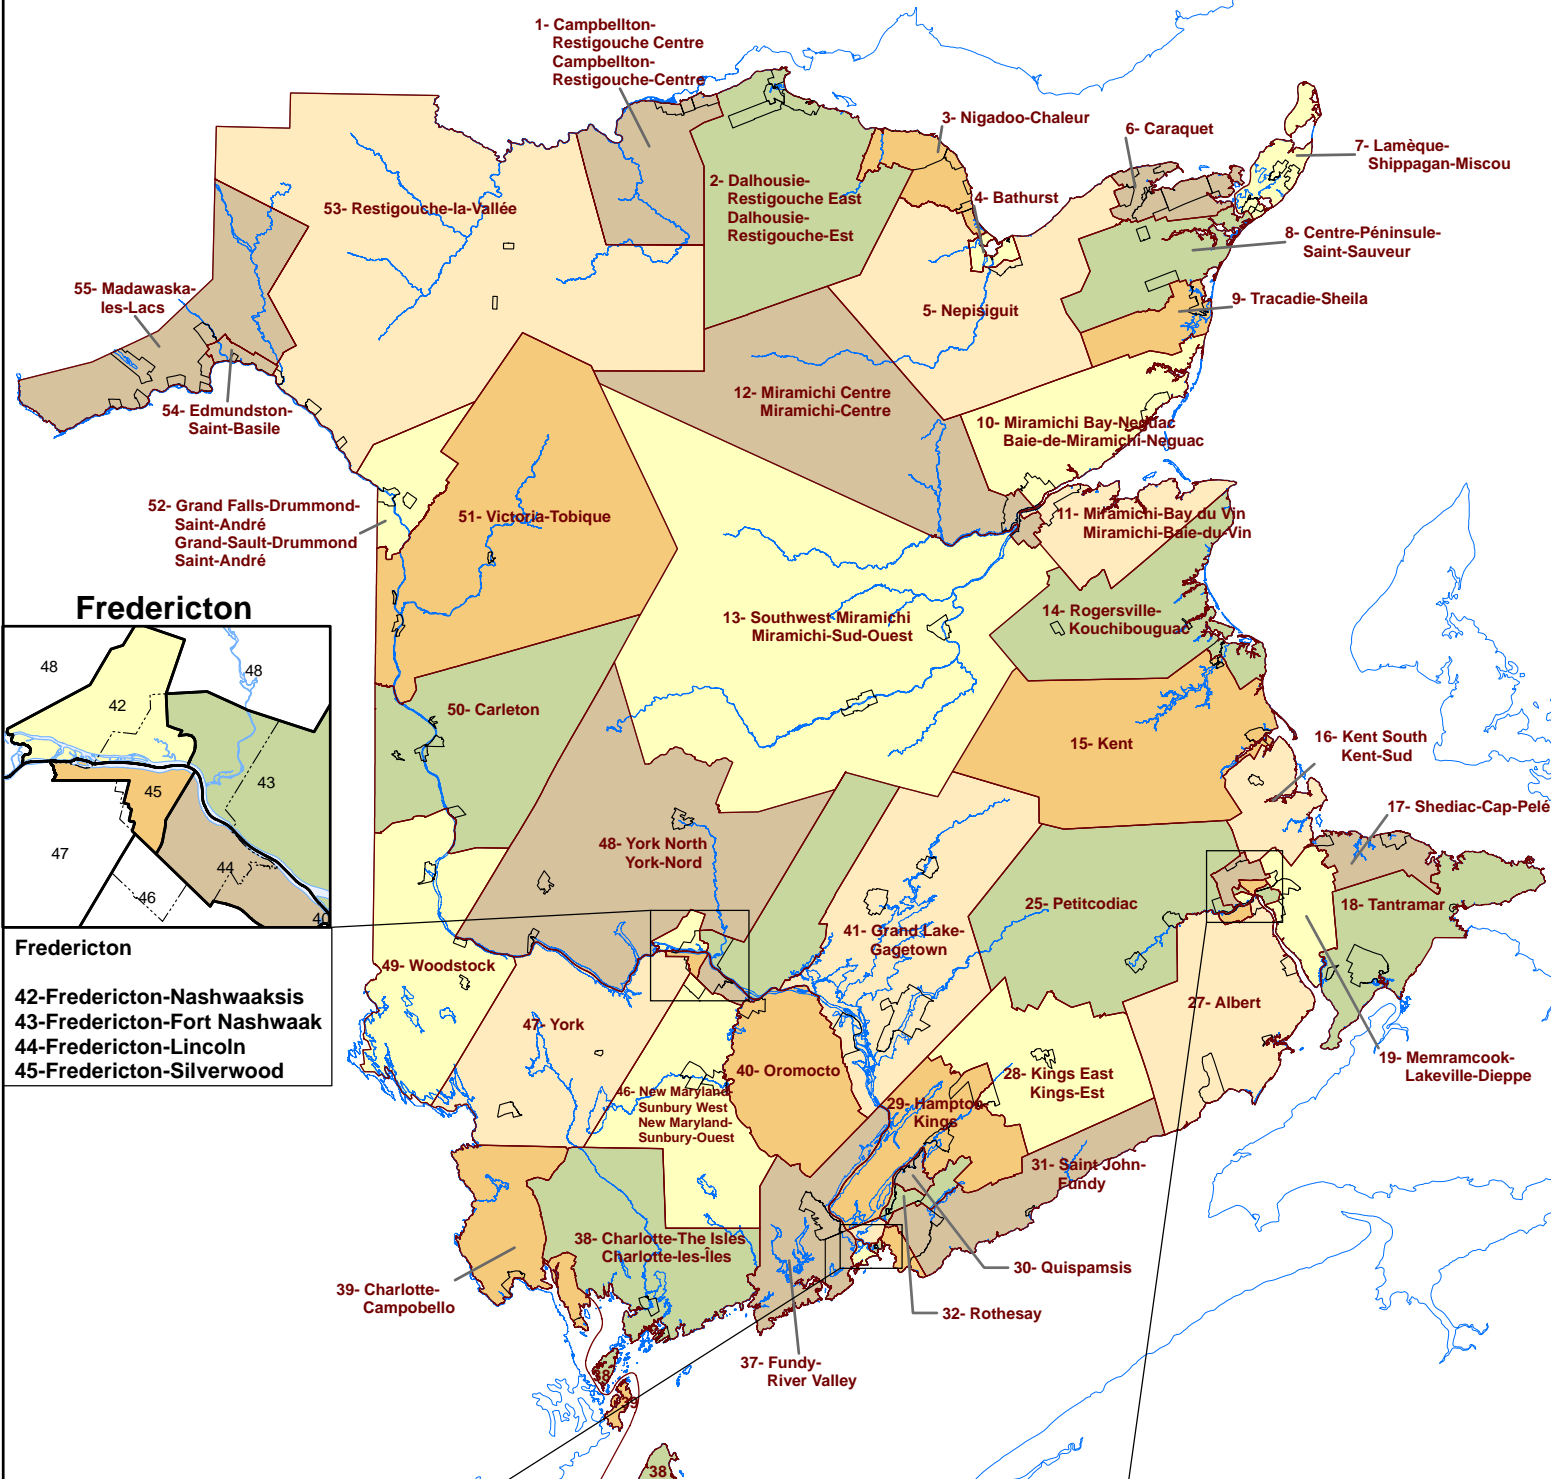 1- Campbellton-
Restigouche Centre
Campbellton-
Restigouche-Centre
3- Nigadoo-Chaleur
6- Caraquet
7- Lamèque-
Shippagan-Miscou
2- Dalhousie-
Restigouche East
Dalhousie-
Restigouche-Est
4- Bathurst
53- Restigouche-la-Vallée
8- Centre-Péninsule-
Saint-Sauveur
55- Madawaska-
les-Lacs
9- Tracadie-Sheila
5- Nepisiguit
12- Miramichi Centre
Miramichi-Centre
54- Edmundston-
Saint-Basile
10- Miramichi Bay-Neguac
Baie-de-Miramichi-Neguac
52- Grand Falls-Drummond-
Saint-André
Grand-Sault-Drummond
Saint-André
51- Victoria-Tobique
11- Miramichi-Bay du Vin
Miramichi-Baie-du-Vin
13- Southwest Miramichi
Miramichi-Sud-Ouest
14- Rogersville-
Kouchibouguac
Fredericton
48
48
42
43
45
47
44
46
40
50- Carleton
15- Kent
16- Kent South
Kent-Sud
17- Shediac-Cap-Pelé
48- York North
York-Nord
25- Petitcodiac
18- Tantramar
41- Grand Lake-
Gagetown
Fredericton
42-Fredericton-Nashwaaksis
43-Fredericton-Fort Nashwaak
44-Fredericton-Lincoln
45-Fredericton-Silverwood
49- Woodstock
27- Albert
47- York
19- Memramcook-
Lakeville-Dieppe
40- Oromocto
28- Kings East
Kings-Est
46- New Maryland-
Sunbury West
New Maryland-
Sunbury-Ouest
29- Hampton-
Kings
31- Saint John-
Fundy
38- Charlotte-The Isles
Charlotte-les-Îles
30- Quispamsis
39- Charlotte-
Campobello
32- Rothesay
37- Fundy-
River Valley
38
39
38